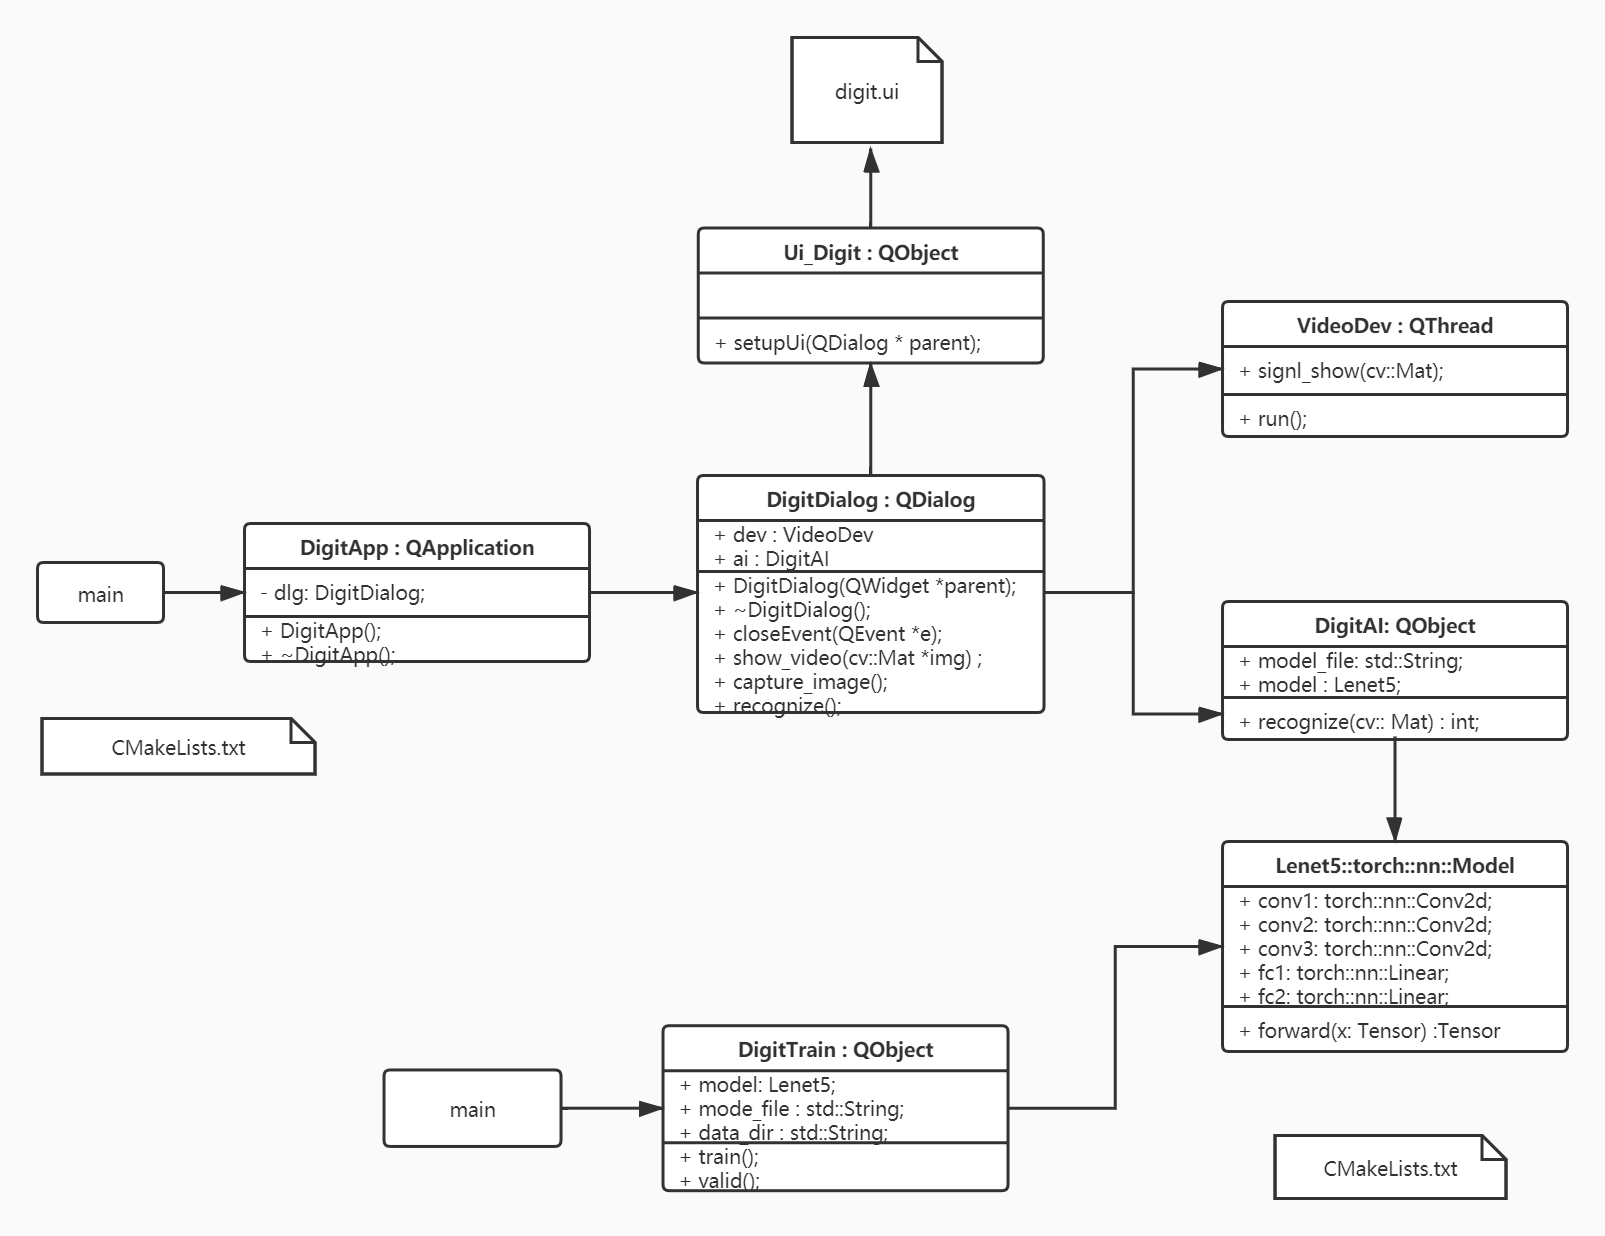 digit.ui
Ui_Digit : QObject
+ setupUi(QDialog * parent);
VideoDev : QThread
+ signl_show(cv::Mat);
+ run();
DigitDialog : QDialog
+ dev : VideoDev
+ ai : DigitAI
+ DigitDialog(QWidget *parent);
+ ~DigitDialog();
+ closeEvent(QEvent *e);
+ show_video(cv::Mat *img) ;
+ capture_image();
+ recognize();
main
DigitApp : QApplication
- dlg: DigitDialog;
+ DigitApp();
+ ~DigitApp();
CMakeLists.txt
DigitAI: QObject
+ model_file: std::String;
+ model : Lenet5;
+ recognize(cv:: Mat) : int;
Lenet5::torch::nn::Model
+ conv1: torch::nn::Conv2d;
+ conv2: torch::nn::Conv2d;
+ conv3: torch::nn::Conv2d;
+ fc1: torch::nn::Linear;
+ fc2: torch::nn::Linear;
+ forward(x: Tensor) :Tensor
main
DigitTrain : QObject
+ model: Lenet5;
+ mode_file : std::String;
+ data_dir : std::String;
+ train();
+ valid();
CMakeLists.txt